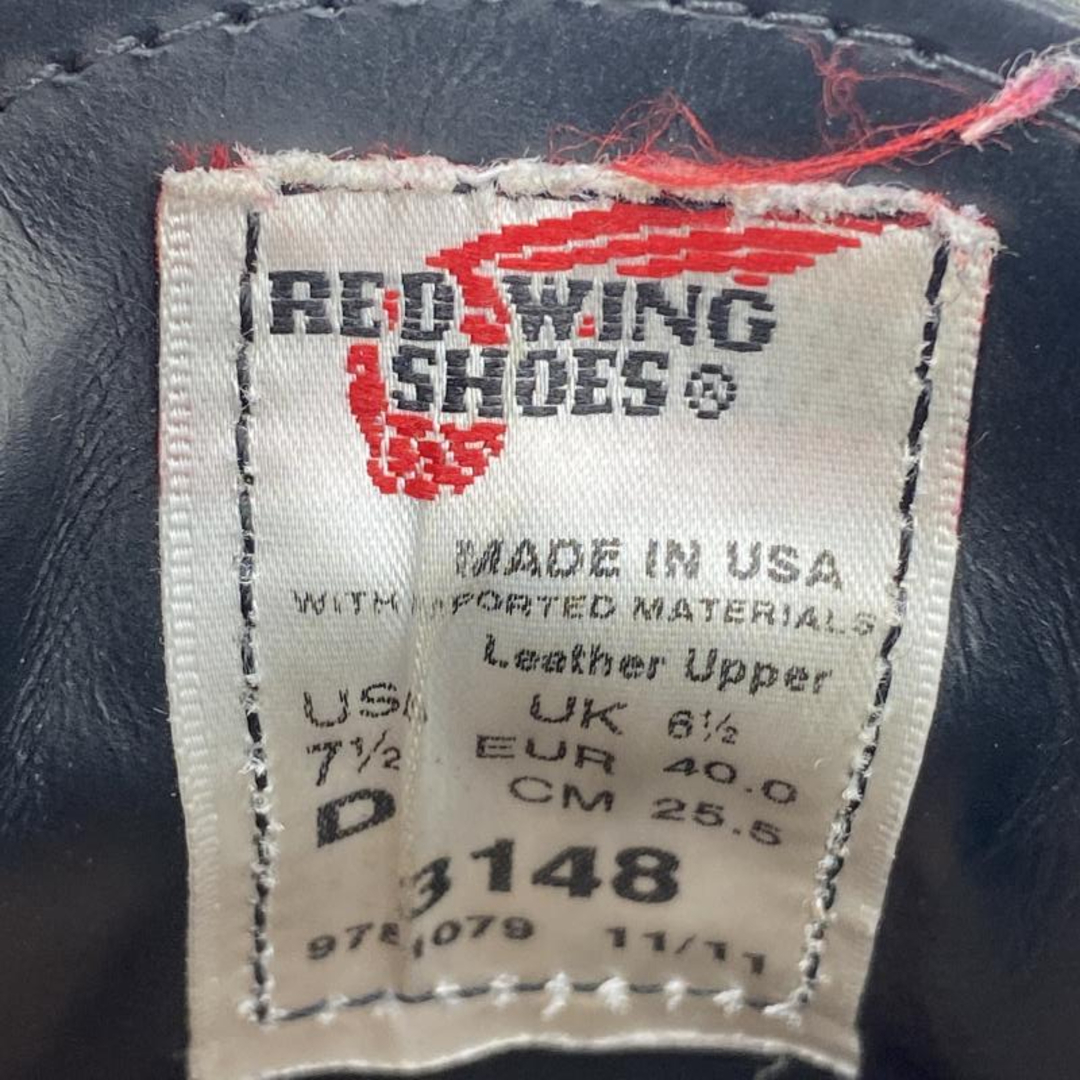 RED WING
SHOES®
MADE IN USA
WITH IMPORTED MATERIALS
Leather Upper
USA UK 6½
7½ EUR 40.0
D CM 25.5
148
11/11